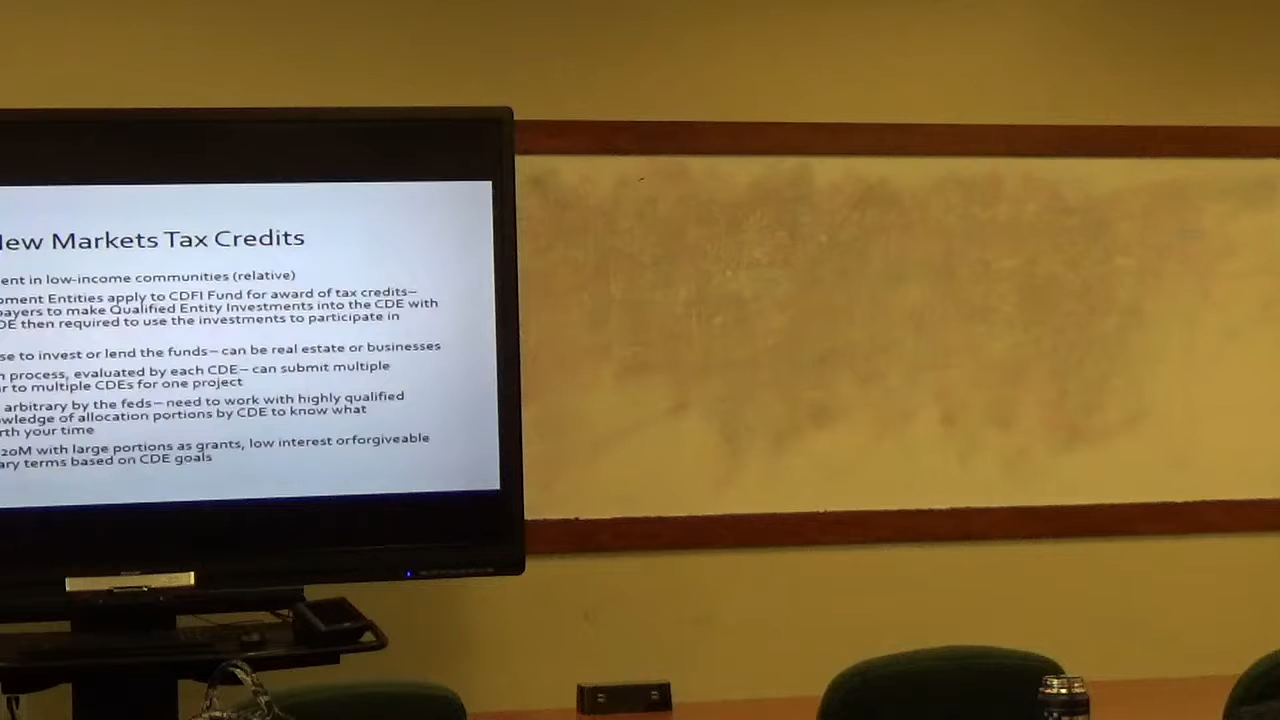 New Markets Tax Credits
ent in low-income communities (relative)
pment Entities apply to CDFI Fund for award of tax credits–
payers to make Qualified Entity Investments into the CDE with
DE then required to use the investments to participate in
se to invest or lend the funds– can be real estate or businesses
n process, evaluated by each CDE– can submit multiple
r to multiple CDEs for one project
arbitrary by the feds– need to work with highly qualified
wledge of allocation portions by CDE to know what
rth your time
20M with large portions as grants, low interest orforgiveable
ary terms based on CDE goals